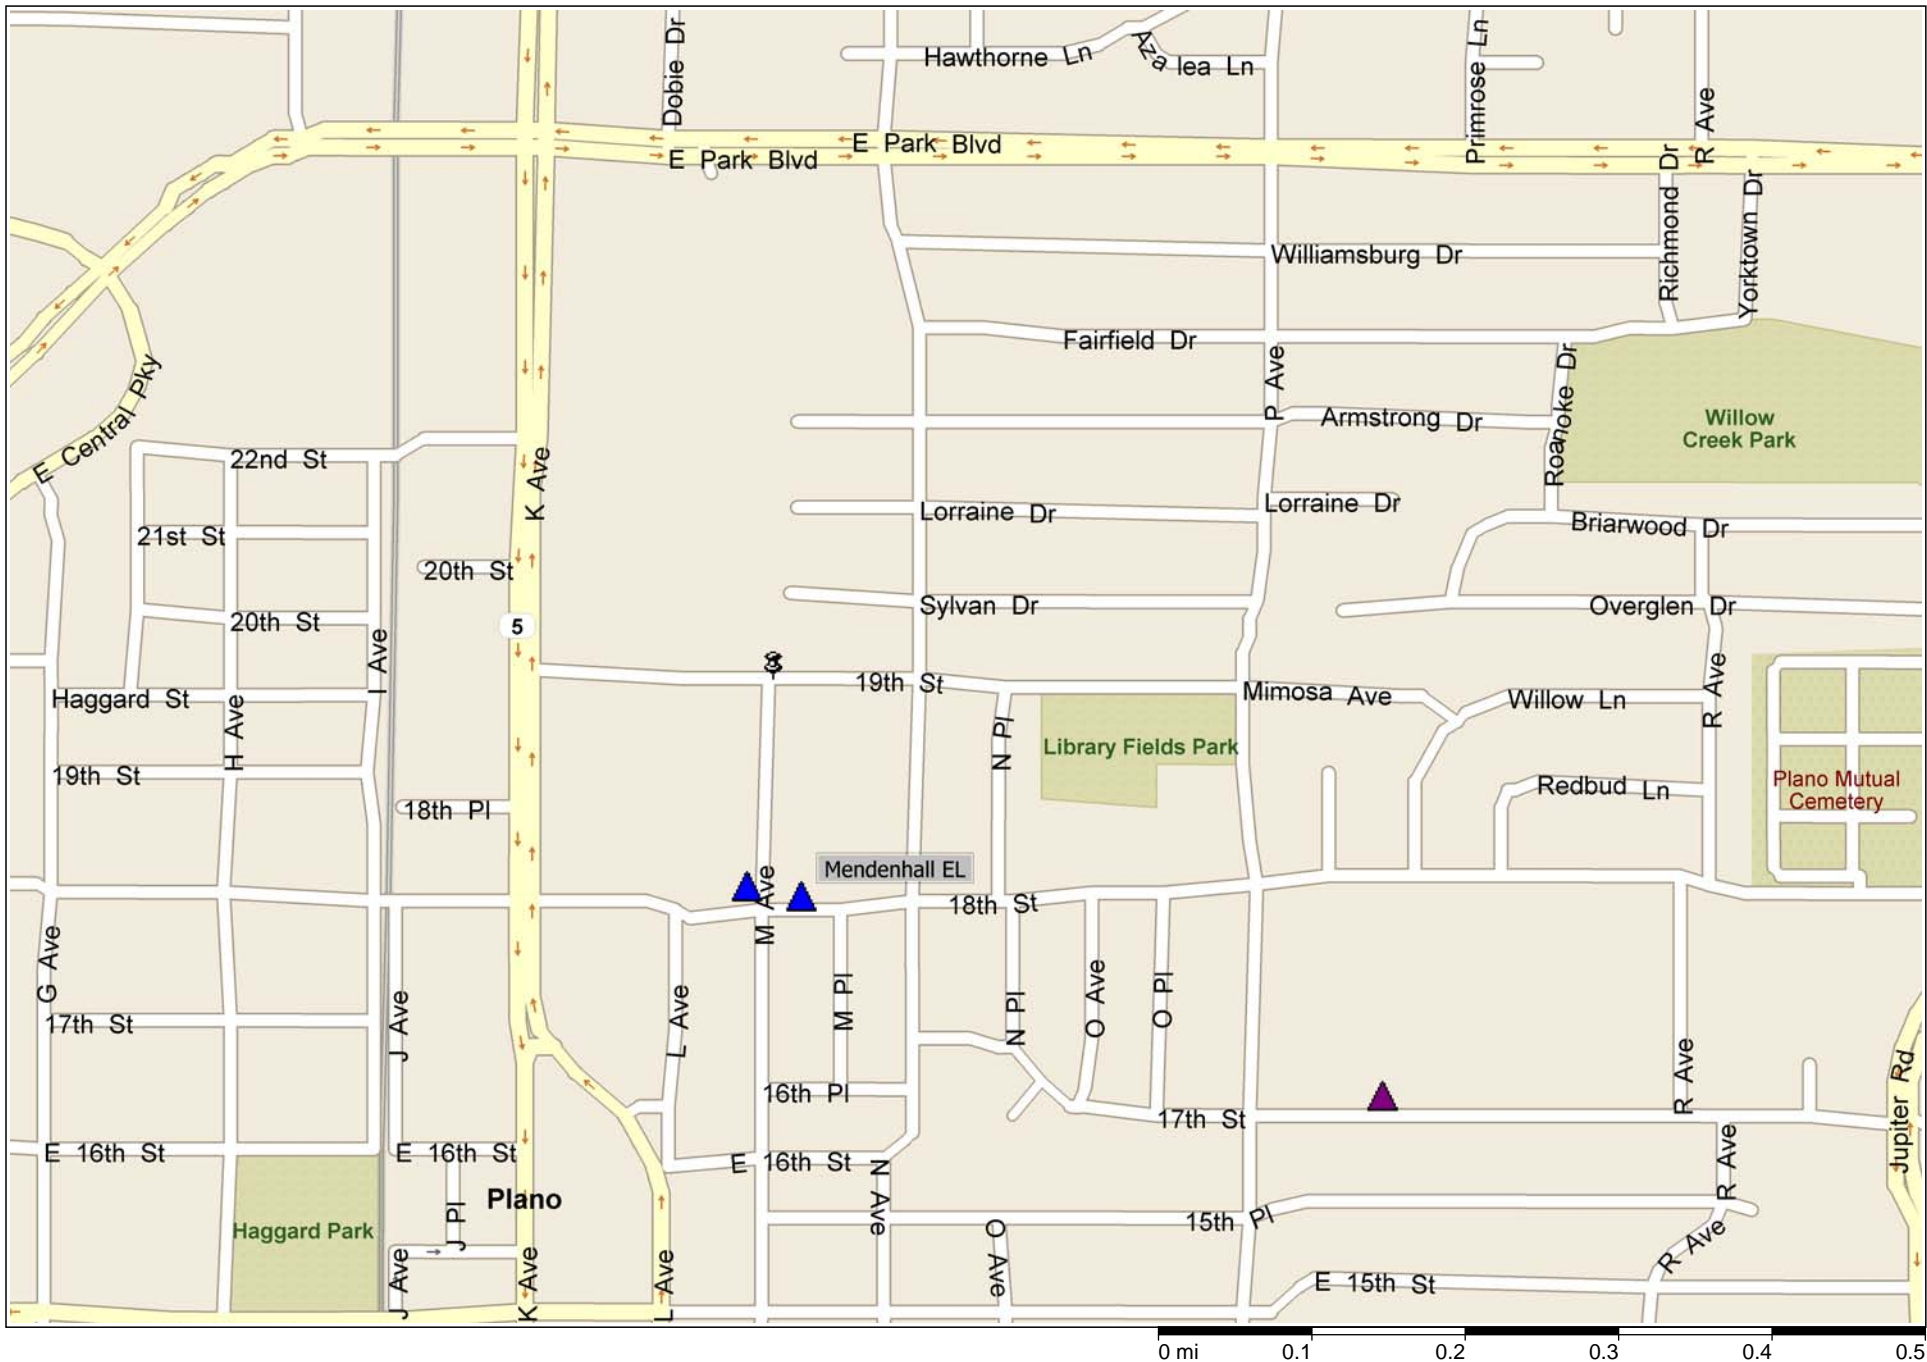 Hawthorne Ln
Aza lea Ln
Dobie Dr
Primrose Ln
R Ave
E Park Blvd
E Park Blvd
Richmond Dr
Yorktown Dr
Williamsburg Dr
Fairfield Dr
P Ave
Roanoke Dr
E Central Pky
Armstrong Dr
Willow
Creek Park
22nd St
K Ave
Lorraine Dr
Lorraine Dr
Briarwood Dr
21st St
20th St
20th St
5
Sylvan Dr
Overglen Dr
I Ave
Haggard St
H Ave
19th St
Mimosa Ave
Willow Ln
R Ave
N Pl
Library Fields Park
19th St
18th Pl
Redbud Ln
Plano Mutual
Cemetery
Mendenhall EL
M Ave
18th St
G Ave
17th St
J Ave
L Ave
M Pl
N Pl
O Ave
O Pl
R Ave
Jupiter Rd
16th Pl
17th St
E 16th St
E 16th St
E 16th St
N Ave
R Ave
Plano
Haggard Park
J Pl
15th Pl
O Ave
R Ave
J Ave
K Ave
L Ave
E 15th St
0 mi 0.1 0.2 0.3 0.4 0.5